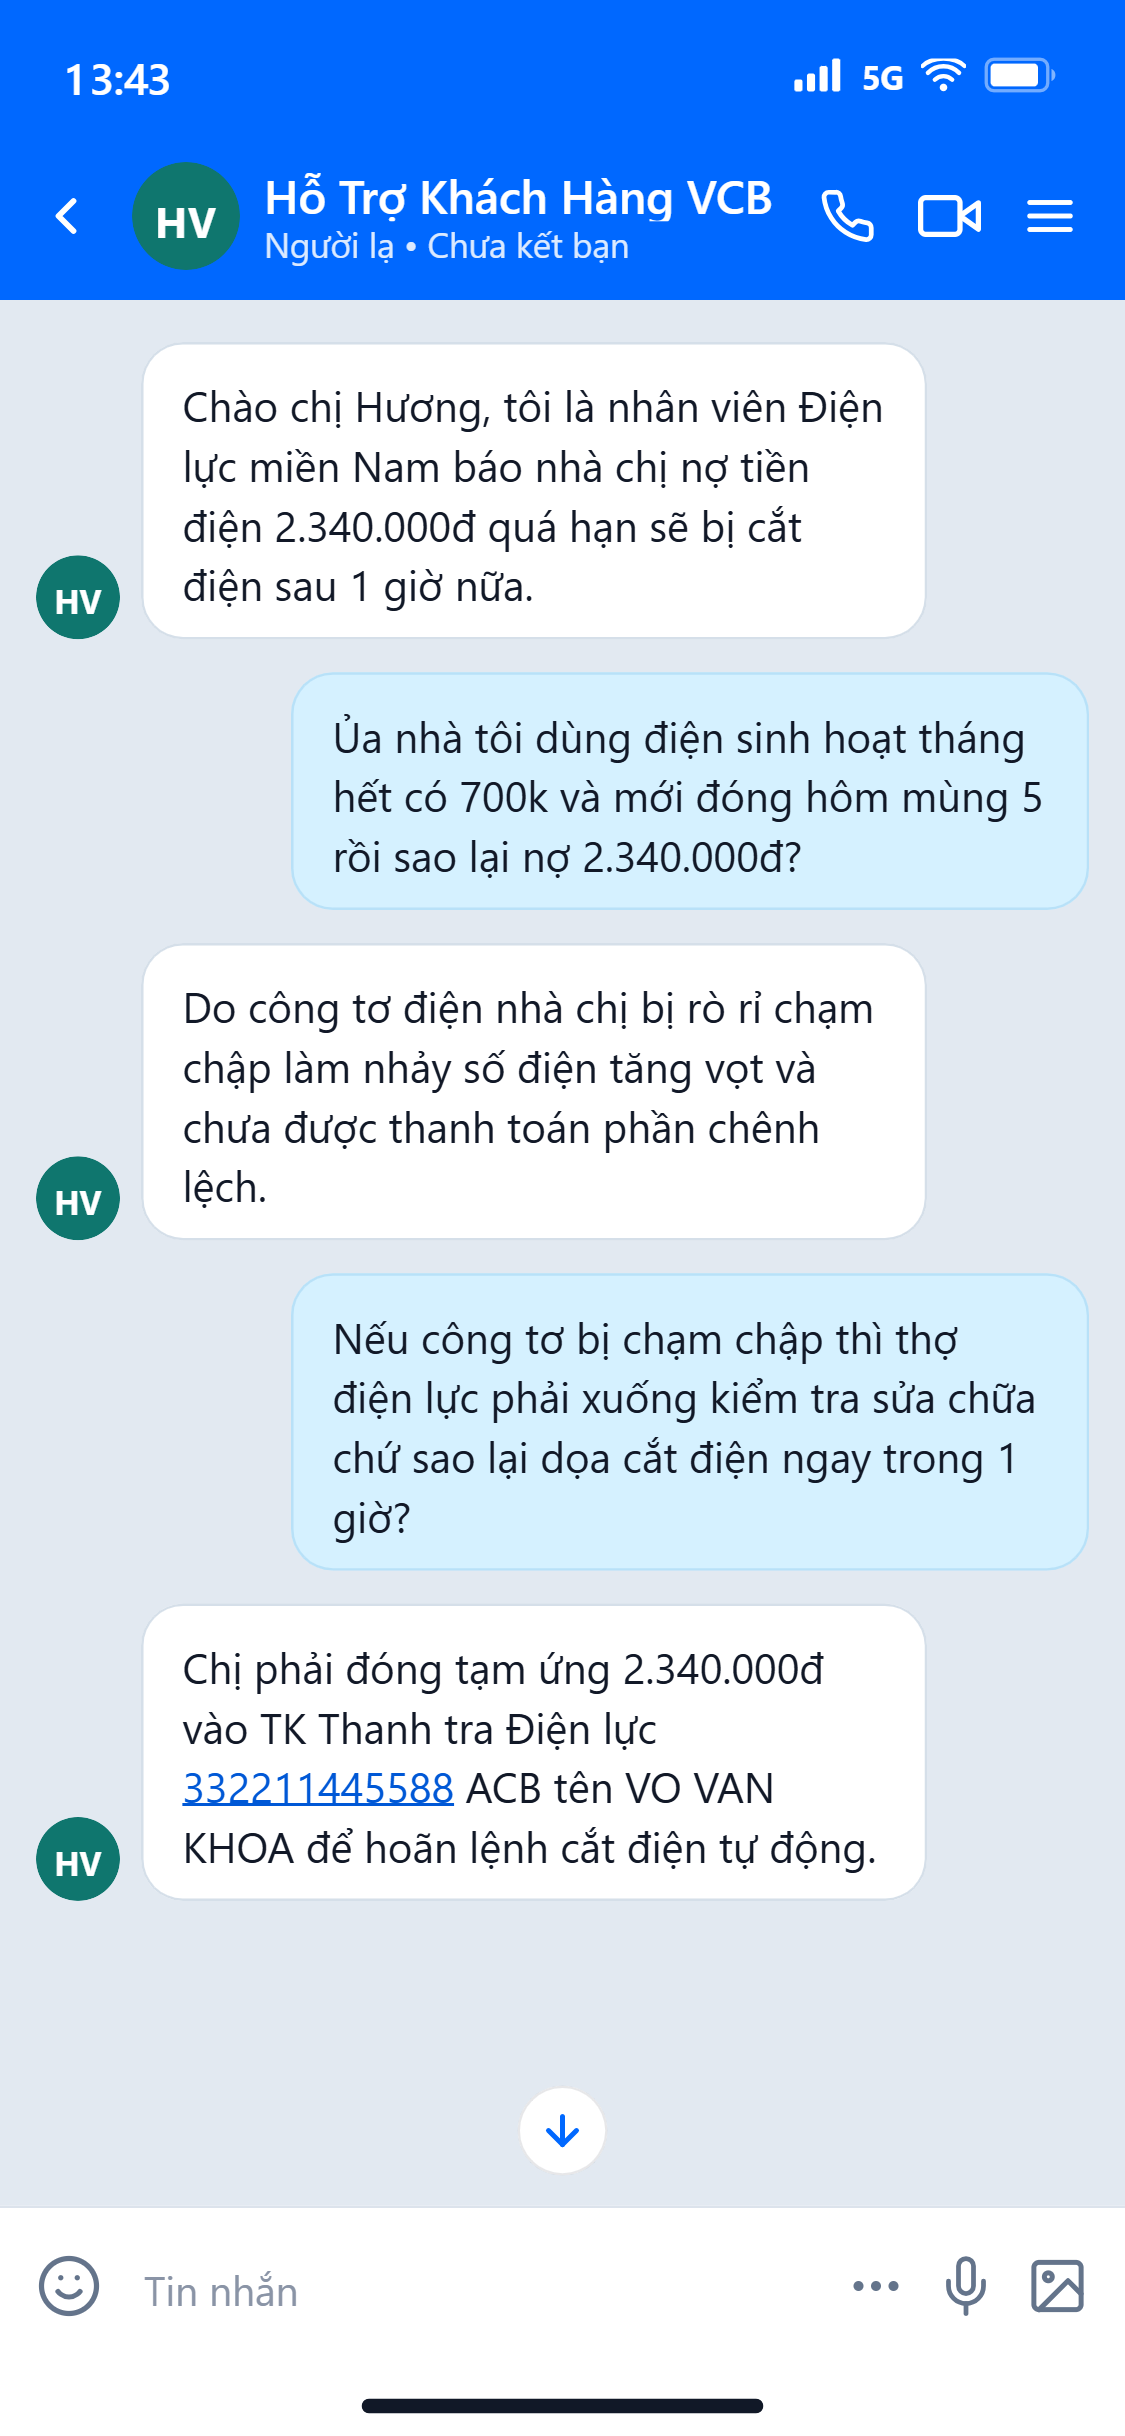 13:43
5G
HV
Hỗ Trợ Khách Hàng VCB
Người lạ • Chưa kết bạn
Chào chị Hương, tôi là nhân viên Điện
lực miền Nam báo nhà chị nợ tiền
điện 2.340.000đ quá hạn sẽ bị cắt
điện sau 1 giờ nữa.
HV
Ủa nhà tôi dùng điện sinh hoạt tháng
hết có 700k và mới đóng hôm mùng 5
rồi sao lại nợ 2.340.000đ?
Do công tơ điện nhà chị bị rò rỉ chạm
chập làm nhảy số điện tăng vọt và
chưa được thanh toán phần chênh
lệch.
HV
Nếu công tơ bị chạm chập thì thợ
điện lực phải xuống kiểm tra sửa chữa
chứ sao lại dọa cắt điện ngay trong 1
giờ?
Chị phải đóng tạm ứng 2.340.000đ
vào TK Thanh tra Điện lực
332211445588 ACB tên VO VAN
KHOA để hoãn lệnh cắt điện tự động.
HV
Tin nhắn